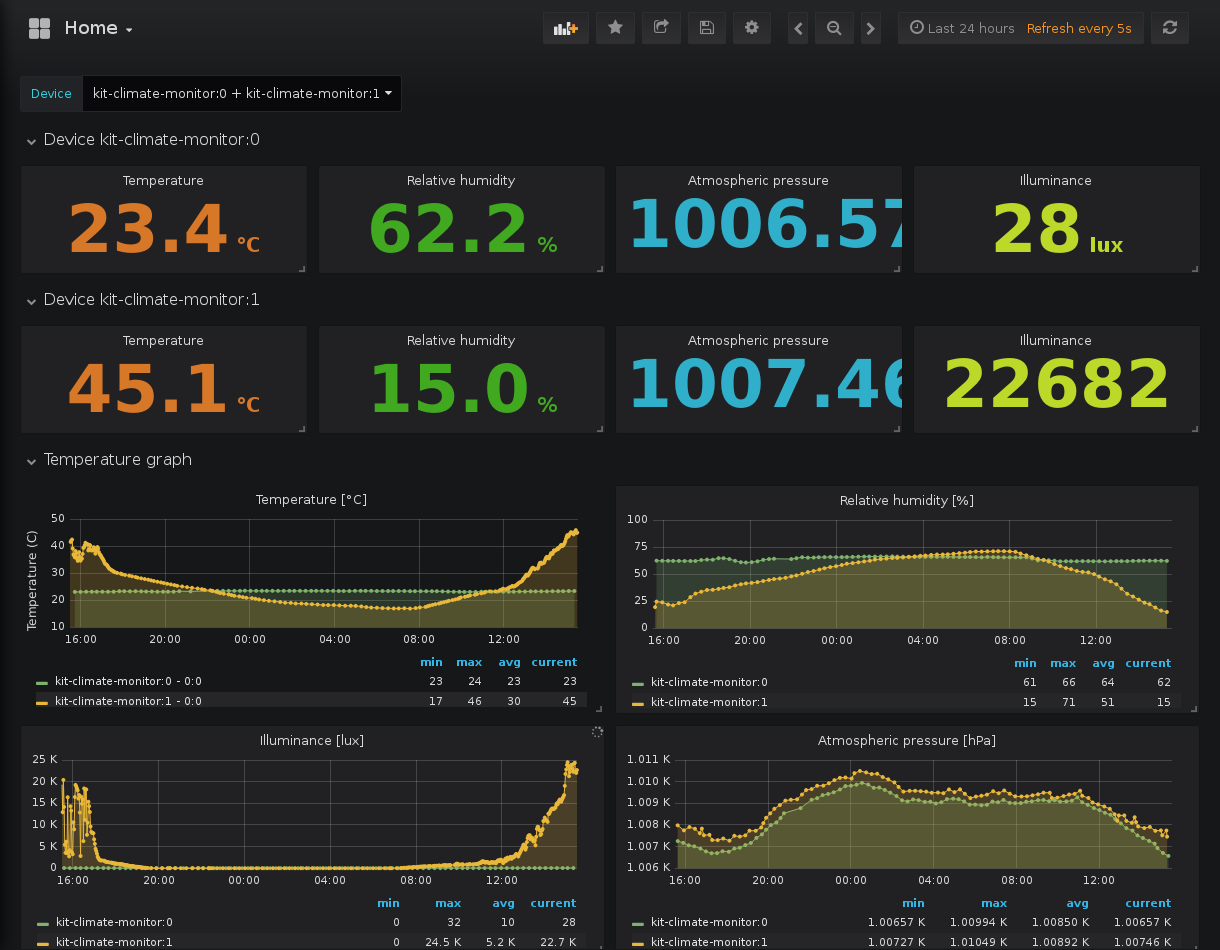 Home
Last 24 hours Refresh every 5s
Device kit-climate-monitor:0 + kit-climate-monitor:1
Device kit-climate-monitor:0
Temperature Relative humidity Atmospheric pressure Illuminance
23.4 °C 62.2 % 1006.57 28 lux
Device kit-climate-monitor:1
Temperature Relative humidity Atmospheric pressure Illuminance
45.1 °C 15.0 % 1007.46 22682
Temperature graph
Temperature [°C]
Temperature (C)
50
40
30
20
10
16:00 20:00 00:00 04:00 08:00 12:00
min max avg current
kit-climate-monitor:0 - 0:0 23 24 23 23
kit-climate-monitor:1 - 0:0 17 46 30 45
Relative humidity [%]
100
75
50
25
0
16:00 20:00 00:00 04:00 08:00 12:00
min max avg current
kit-climate-monitor:0 61 66 64 62
kit-climate-monitor:1 15 71 51 15
Illuminance [lux]
25 K
20 K
15 K
10 K
5 K
0
16:00 20:00 00:00 04:00 08:00 12:00
min max avg current
kit-climate-monitor:0 0 32 10 28
kit-climate-monitor:1 0 24.5 K 5.2 K 22.7 K
Atmospheric pressure [hPa]
1.011 K
1.010 K
1.009 K
1.008 K
1.007 K
1.006 K
16:00 20:00 00:00 04:00 08:00 12:00
min max avg current
kit-climate-monitor:0 1.00657 K 1.00994 K 1.00850 K 1.00657 K
kit-climate-monitor:1 1.00727 K 1.01049 K 1.00892 K 1.00746 K